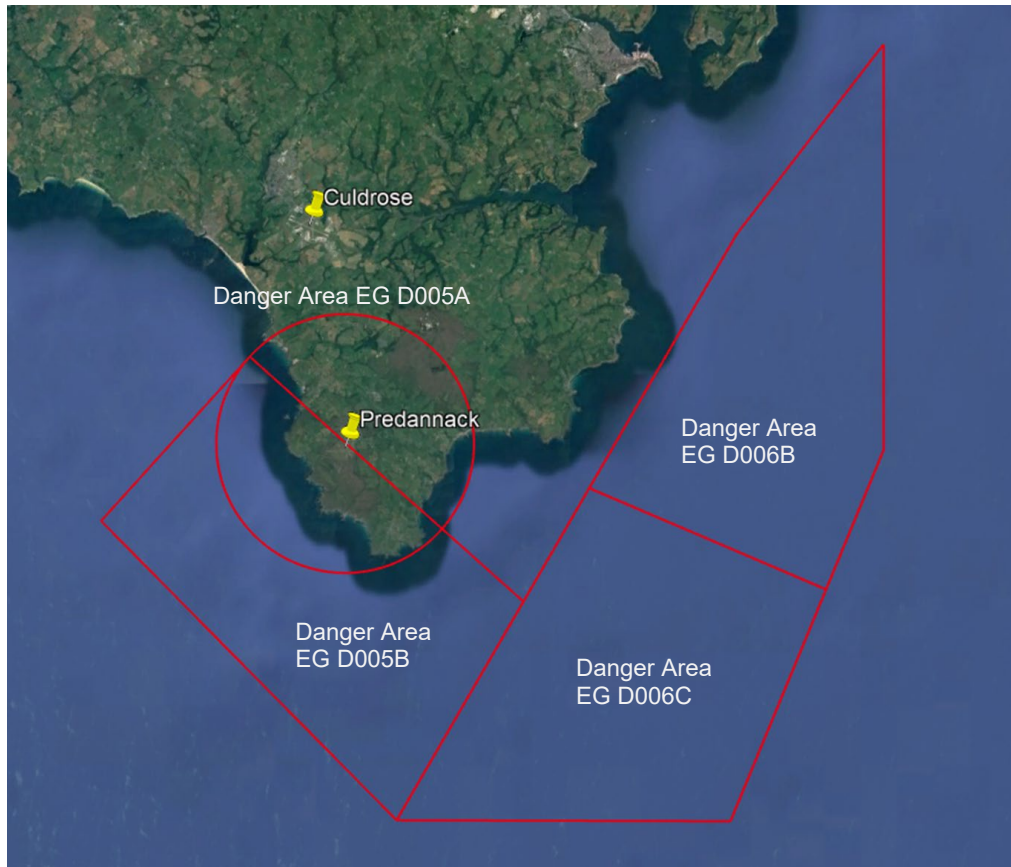 Culdrose
Danger Area EG D005A
Predannack
Danger Area
EG D006B
Danger Area
EG D005B
Danger Area
EG D006C